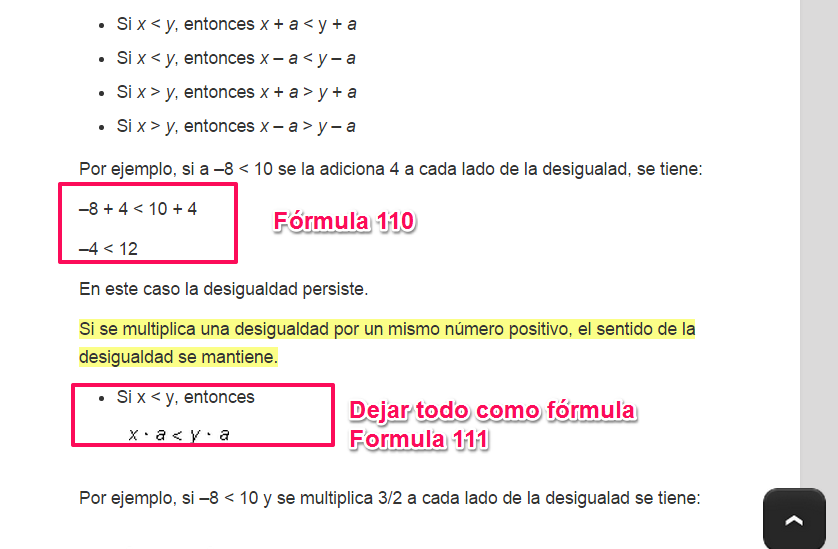 • Si x < y, entonces x + a < y + a
• Si x < y, entonces x – a < y – a
• Si x > y, entonces x + a > y + a
• Si x > y, entonces x – a > y – a
Por ejemplo, si a –8 < 10 se la adiciona 4 a cada lado de la desigualad, se tiene:
–8 + 4 < 10 + 4
Fórmula 110
–4 < 12
En este caso la desigualdad persiste.
Si se multiplica una desigualdad por un mismo número positivo, el sentido de la
desigualdad se mantiene.
• Si x < y, entonces
Dejar todo como fórmula
x · a < y · a
Formula 111
Por ejemplo, si –8 < 10 y se multiplica 3/2 a cada lado de la desigualad se tiene: